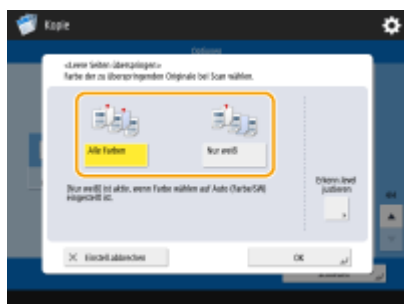 Kopie
Optionen
<Leere Seiten überspringen>
Farbe der zu überspringenden Originale bei Scan wählen.
Alle Farben
Nur weiß
[Nur weiß] ist aktiv, wenn Farbe wählen auf Auto (Farbe/SW)
eingestellt ist.
Erkenn.level
justieren
Einstell.abbrechen
OK